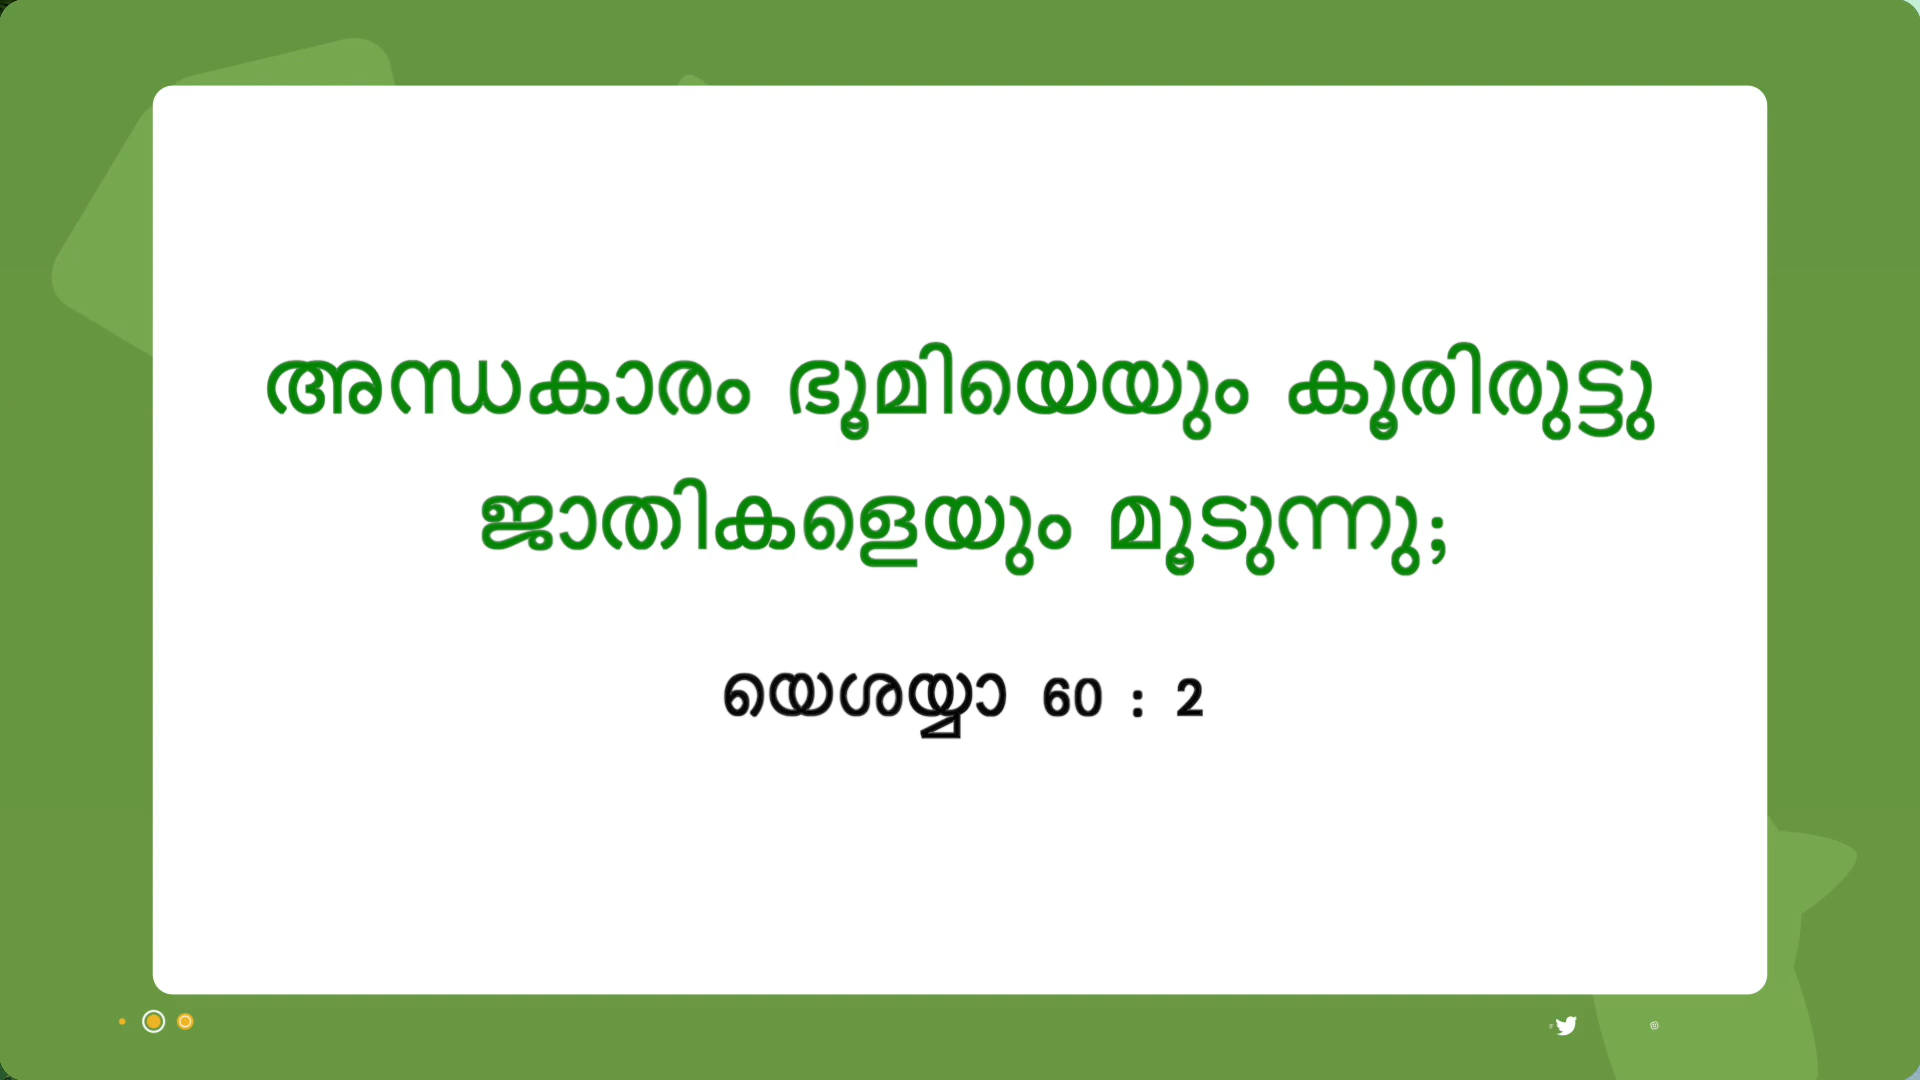 അന്ധകാരം ഭൂമിയെയും കൂരിരുട്ടു
ജാതികളെയും മൂടുന്നു;
യെശയ്യാ 60 : 2